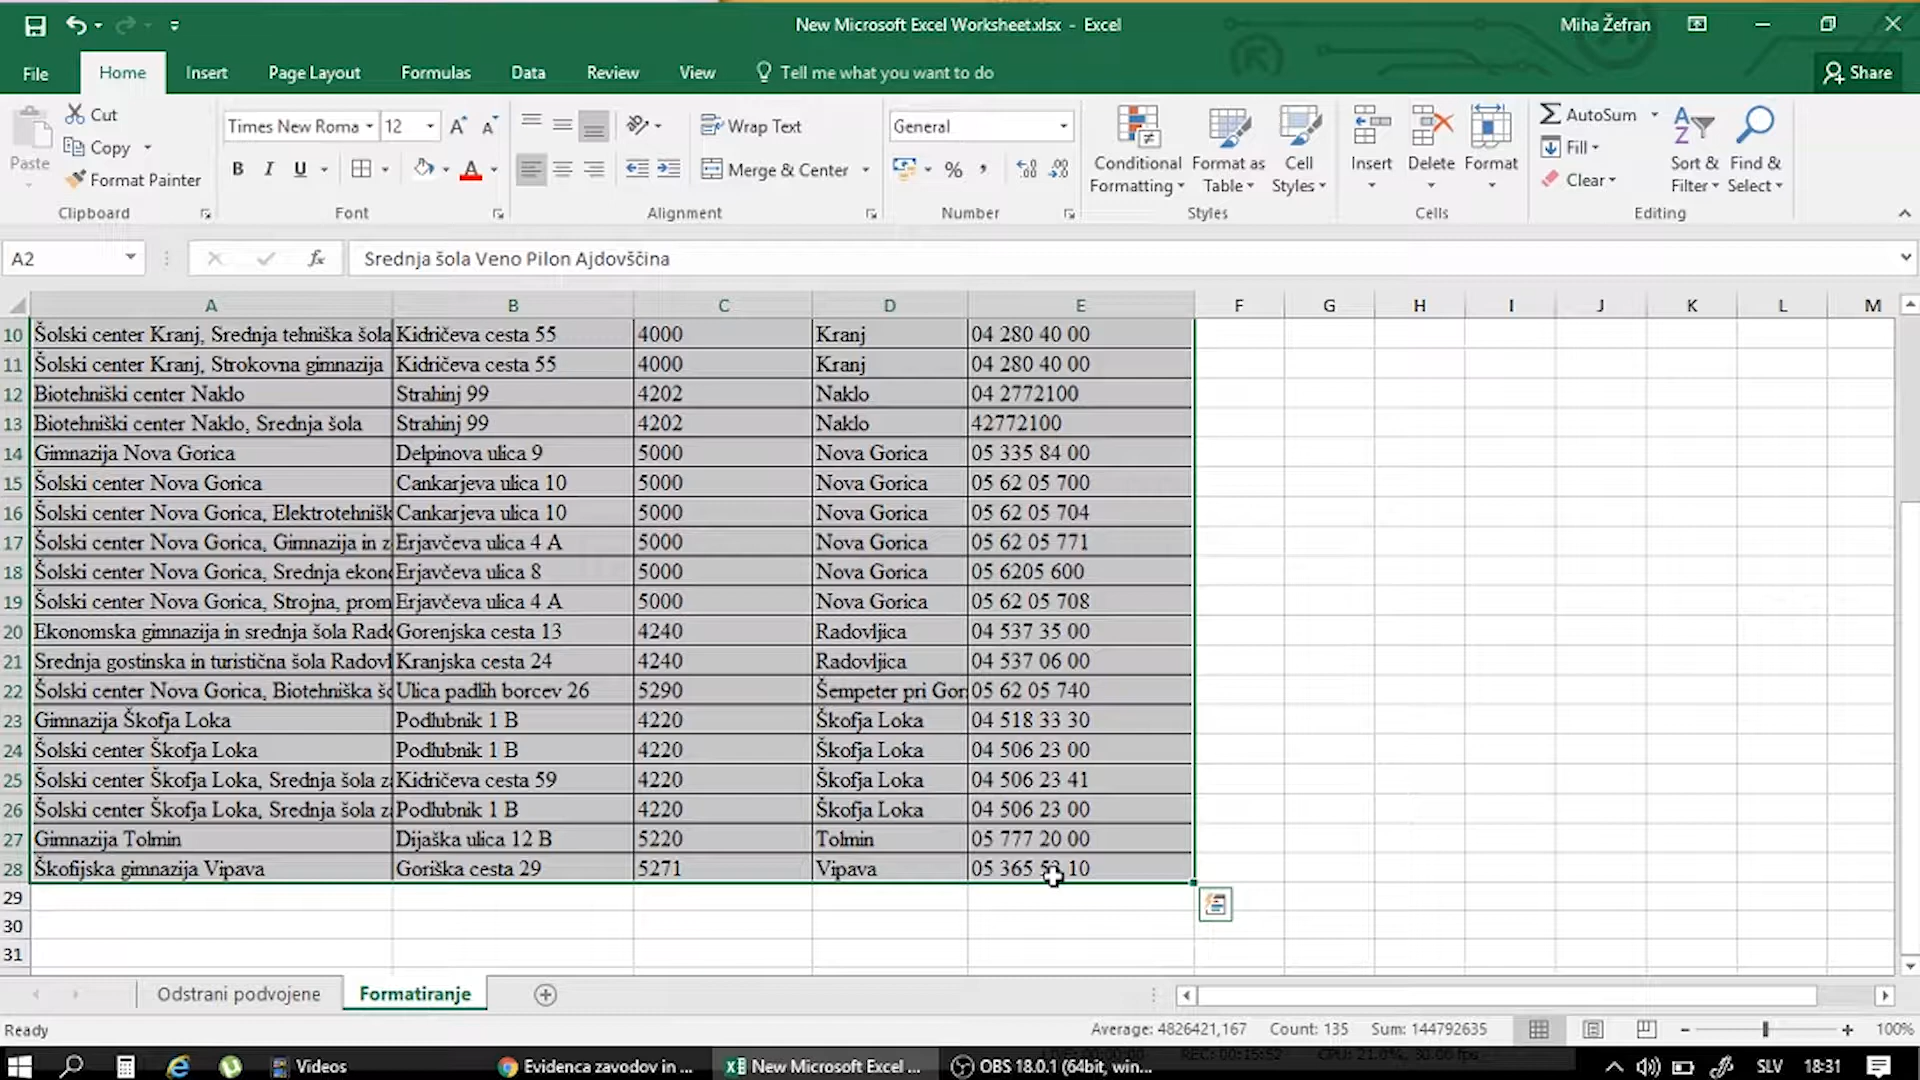 New Microsoft Excel Worksheet.xlsx - Excel
Miha Žefran
File Home Insert Page Layout Formulas Data Review View Tell me what you want to do Share
Paste Cut
Copy
Format Painter
Clipboard
Times New Roma 12
B I U
Font
Wrap Text
Merge & Center
Alignment
General
%
Number
Conditional Formatting
Format as Table
Cell Styles
Styles
Insert Delete Format
Cells
AutoSum
Fill
Clear
Sort & Filter
Find & Select
Editing
A2 fx Srednja šola Veno Pilon Ajdovščina
A B C D E F G H I J K L M
10 Šolski center Kranj, Srednja tehniška šola Kidričeva cesta 55 4000 Kranj 04 280 40 00
11 Šolski center Kranj, Strokovna gimnazija Kidričeva cesta 55 4000 Kranj 04 280 40 00
12 Biotehniški center Naklo Strahinj 99 4202 Naklo 04 2772100
13 Biotehniški center Naklo, Srednja šola Strahinj 99 4202 Naklo 42772100
14 Gimnazija Nova Gorica Delpinova ulica 9 5000 Nova Gorica 05 335 84 00
15 Šolski center Nova Gorica Cankarjeva ulica 10 5000 Nova Gorica 05 62 05 700
16 Šolski center Nova Gorica, Elektrotehnišk Cankarjeva ulica 10 5000 Nova Gorica 05 62 05 704
17 Šolski center Nova Gorica, Gimnazija in z Erjavčeva ulica 4 A 5000 Nova Gorica 05 62 05 771
18 Šolski center Nova Gorica, Srednja ekon Erjavčeva ulica 8 5000 Nova Gorica 05 6205 600
19 Šolski center Nova Gorica, Strojna, prom Erjavčeva ulica 4 A 5000 Nova Gorica 05 62 05 708
20 Ekonomska gimnazija in srednja šola Rad Gorenjska cesta 13 4240 Radovljica 04 537 35 00
21 Srednja gostinska in turistična šola Radovl Kranjska cesta 24 4240 Radovljica 04 537 06 00
22 Šolski center Nova Gorica, Biotehniška š Ulica padlih borcev 26 5290 Šempeter pri Gor 05 62 05 740
23 Gimnazija Škofja Loka Podlubnik 1 B 4220 Škofja Loka 04 518 33 30
24 Šolski center Škofja Loka Podlubnik 1 B 4220 Škofja Loka 04 506 23 00
25 Šolski center Škofja Loka, Srednja šola z Kidričeva cesta 59 4220 Škofja Loka 04 506 23 41
26 Šolski center Škofja Loka, Srednja šola z Podlubnik 1 B 4220 Škofja Loka 04 506 23 00
27 Gimnazija Tolmin Dijaška ulica 12 B 5220 Tolmin 05 777 20 00
28 Škofijska gimnazija Vipava Goriška cesta 29 5271 Vipava 05 365 10
29
30
31
Odstrani podvojene Formatiranje
Ready Average: 4826421,167 Count: 135 Sum: 144792635 100%
Videos Evidenca zavodov in ... New Microsoft Excel ... OBS 18.0.1 (64bit, win... SLV 18:31